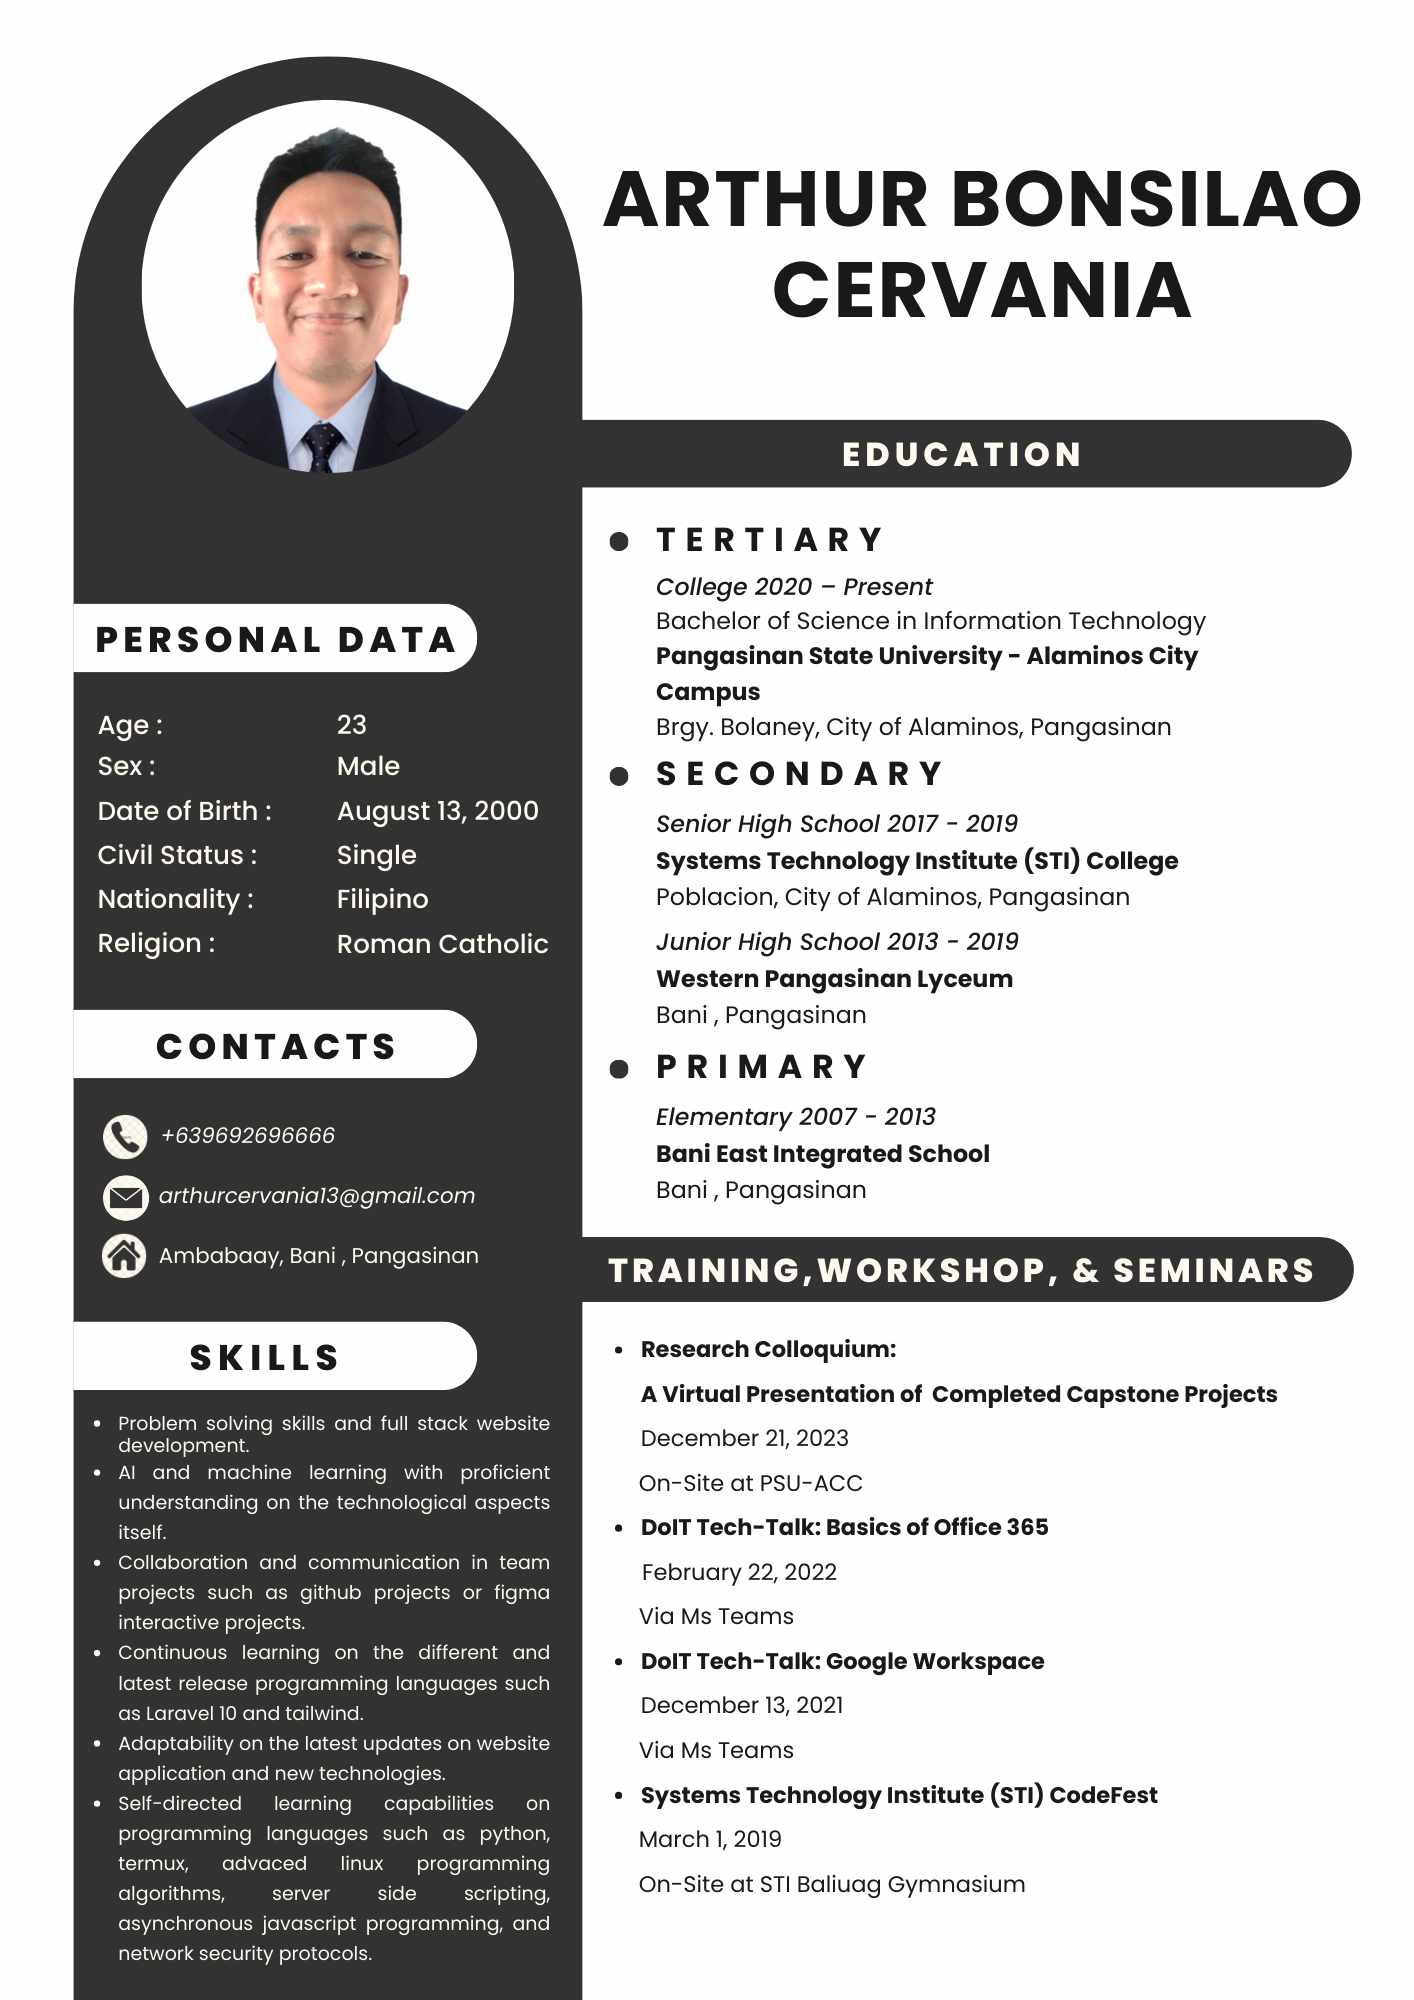 ARTHUR BONSILAO
CERVANIA
PERSONAL DATA
Age : 23
Sex : Male
Date of Birth : August 13, 2000
Civil Status : Single
Nationality : Filipino
Religion : Roman Catholic
CONTACTS
+639692696666
arthurcervania13@gmail.com
Ambabaay, Bani , Pangasinan
SKILLS
• Problem solving skills and full stack website
development.
• AI and machine learning with proficient
understanding on the technological aspects
itself.
• Collaboration and communication in team
projects such as github projects or figma
interactive projects.
• Continuous learning on the different and
latest release programming languages such
as Laravel 10 and tailwind.
• Adaptability on the latest updates on website
application and new technologies.
• Self-directed learning capabilities on
programming languages such as python,
termux, advaced linux programming
algorithms, server side scripting,
asynchronous javascript programming, and
network security protocols.
EDUCATION
• TERTIARY
College 2020 – Present
Bachelor of Science in Information Technology
Pangasinan State University - Alaminos City
Campus
Brgy. Bolaney, City of Alaminos, Pangasinan
• SECONDARY
Senior High School 2017 - 2019
Systems Technology Institute (STI) College
Poblacion, City of Alaminos, Pangasinan
Junior High School 2013 - 2019
Western Pangasinan Lyceum
Bani , Pangasinan
• PRIMARY
Elementary 2007 - 2013
Bani East Integrated School
Bani , Pangasinan
TRAINING,WORKSHOP, & SEMINARS
• Research Colloquium:
A Virtual Presentation of Completed Capstone Projects
December 21, 2023
On-Site at PSU-ACC
• DoIT Tech-Talk: Basics of Office 365
February 22, 2022
Via Ms Teams
• DoIT Tech-Talk: Google Workspace
December 13, 2021
Via Ms Teams
• Systems Technology Institute (STI) CodeFest
March 1, 2019
On-Site at STI Baliuag Gymnasium